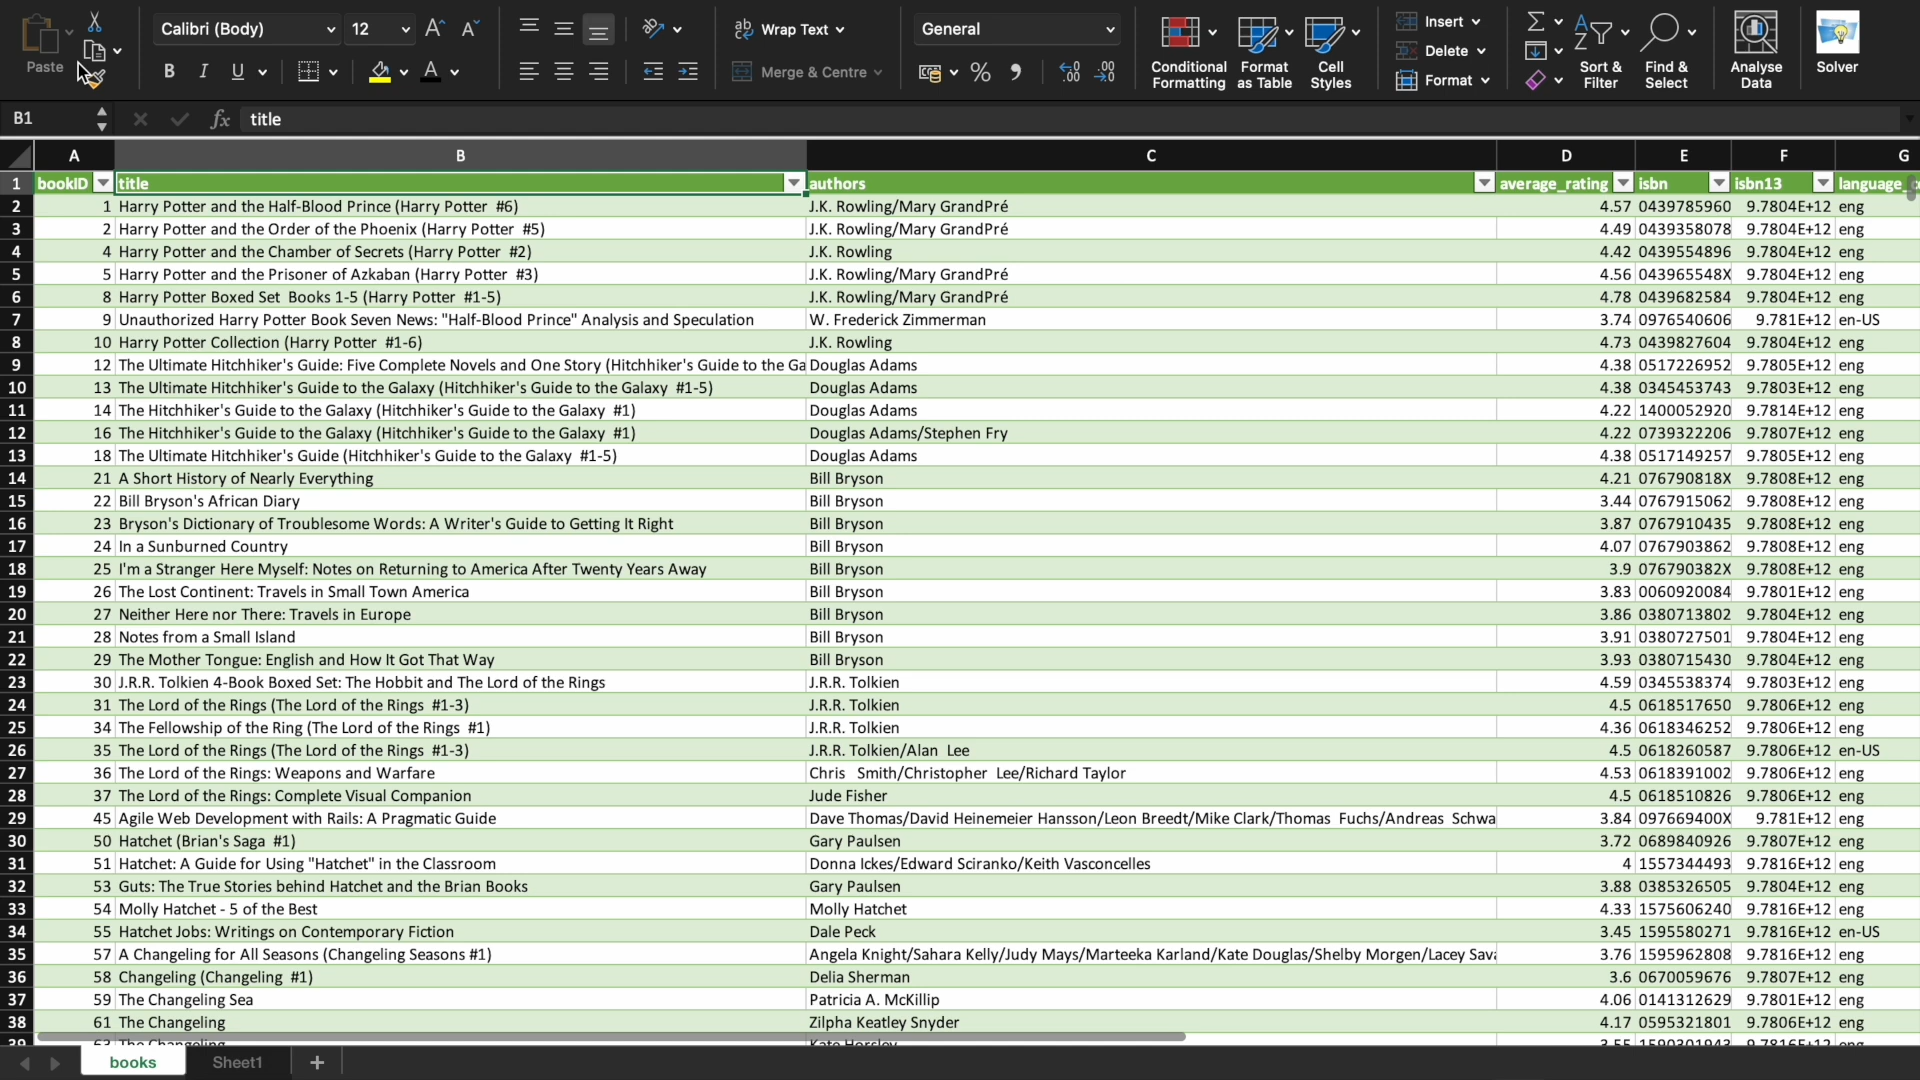 Paste
Calibri (Body) 12 A A
B I U A
ab Wrap Text
Merge & Centre
General
% 9 .00 .00
Conditional Formatting
Format as Table
Cell Styles
Insert
Delete
Format
Sort & Filter
Find & Select
Analyse Data
Solver
B1 fx title
A B C D E F G
1 bookID title authors average_rating isbn isbn13 language_c
2 1 Harry Potter and the Half-Blood Prince (Harry Potter #6) J.K. Rowling/Mary GrandPré 4.57 0439785960 9.7804E+12 eng
3 2 Harry Potter and the Order of the Phoenix (Harry Potter #5) J.K. Rowling/Mary GrandPré 4.49 0439358078 9.7804E+12 eng
4 4 Harry Potter and the Chamber of Secrets (Harry Potter #2) J.K. Rowling 4.42 0439554896 9.7804E+12 eng
5 5 Harry Potter and the Prisoner of Azkaban (Harry Potter #3) J.K. Rowling/Mary GrandPré 4.56 043965548X 9.7804E+12 eng
6 8 Harry Potter Boxed Set Books 1-5 (Harry Potter #1-5) J.K. Rowling/Mary GrandPré 4.78 0439682584 9.7804E+12 eng
7 9 Unauthorized Harry Potter Book Seven News: "Half-Blood Prince" Analysis and Speculation W. Frederick Zimmerman 3.74 0976540606 9.781E+12 en-US
8 10 Harry Potter Collection (Harry Potter #1-6) J.K. Rowling 4.73 0439827604 9.7804E+12 eng
9 12 The Ultimate Hitchhiker's Guide: Five Complete Novels and One Story (Hitchhiker's Guide to the Ga Douglas Adams 4.38 0517226952 9.7805E+12 eng
10 13 The Ultimate Hitchhiker's Guide to the Galaxy (Hitchhiker's Guide to the Galaxy #1-5) Douglas Adams 4.38 0345453743 9.7803E+12 eng
11 14 The Hitchhiker's Guide to the Galaxy (Hitchhiker's Guide to the Galaxy #1) Douglas Adams 4.22 1400052920 9.7814E+12 eng
12 16 The Hitchhiker's Guide to the Galaxy (Hitchhiker's Guide to the Galaxy #1) Douglas Adams/Stephen Fry 4.22 0739322206 9.7807E+12 eng
13 18 The Ultimate Hitchhiker's Guide (Hitchhiker's Guide to the Galaxy #1-5) Douglas Adams 4.38 0517149257 9.7805E+12 eng
14 21 A Short History of Nearly Everything Bill Bryson 4.21 076790818X 9.7808E+12 eng
15 22 Bill Bryson's African Diary Bill Bryson 3.44 0767915062 9.7808E+12 eng
16 23 Bryson's Dictionary of Troublesome Words: A Writer's Guide to Getting It Right Bill Bryson 3.87 0767910435 9.7808E+12 eng
17 24 In a Sunburned Country Bill Bryson 4.07 0767903862 9.7808E+12 eng
18 25 I'm a Stranger Here Myself: Notes on Returning to America After Twenty Years Away Bill Bryson 3.9 076790382X 9.7808E+12 eng
19 26 The Lost Continent: Travels in Small Town America Bill Bryson 3.83 0060920084 9.7801E+12 eng
20 27 Neither Here nor There: Travels in Europe Bill Bryson 3.86 0380713802 9.7804E+12 eng
21 28 Notes from a Small Island Bill Bryson 3.91 0380727501 9.7804E+12 eng
22 29 The Mother Tongue: English and How It Got That Way Bill Bryson 3.93 0380715430 9.7804E+12 eng
23 30 J.R.R. Tolkien 4-Book Boxed Set: The Hobbit and The Lord of the Rings J.R.R. Tolkien 4.59 0345538374 9.7803E+12 eng
24 31 The Lord of the Rings (The Lord of the Rings #1-3) J.R.R. Tolkien 4.5 0618517650 9.7806E+12 eng
25 34 The Fellowship of the Ring (The Lord of the Rings #1) J.R.R. Tolkien 4.36 0618346252 9.7806E+12 eng
26 35 The Lord of the Rings (The Lord of the Rings #1-3) J.R.R. Tolkien/Alan Lee 4.5 0618260587 9.7806E+12 en-US
27 36 The Lord of the Rings: Weapons and Warfare Chris Smith/Christopher Lee/Richard Taylor 4.53 0618391002 9.7806E+12 eng
28 37 The Lord of the Rings: Complete Visual Companion Jude Fisher 4.5 0618510826 9.7806E+12 eng
29 45 Agile Web Development with Rails: A Pragmatic Guide Dave Thomas/David Heinemeier Hansson/Leon Breedt/Mike Clark/Thomas Fuchs/Andreas Schwa 3.84 097669400X 9.781E+12 eng
30 50 Hatchet (Brian's Saga #1) Gary Paulsen 3.72 0689840926 9.7807E+12 eng
31 51 Hatchet: A Guide for Using "Hatchet" in the Classroom Donna Ickes/Edward Sciranko/Keith Vasconcelles 4 1557344493 9.7816E+12 eng
32 53 Guts: The True Stories behind Hatchet and the Brian Books Gary Paulsen 3.88 0385326505 9.7804E+12 eng
33 54 Molly Hatchet - 5 of the Best Molly Hatchet 4.33 1575606240 9.7816E+12 eng
34 55 Hatchet Jobs: Writings on Contemporary Fiction Dale Peck 3.45 1595580271 9.7816E+12 en-US
35 57 A Changeling for All Seasons (Changeling Seasons #1) Angela Knight/Sahara Kelly/Judy Mays/Marteeka Karland/Kate Douglas/Shelby Morgen/Lacey Sava 3.76 1595962808 9.7816E+12 eng
36 58 Changeling (Changeling #1) Delia Sherman 3.6 0670059676 9.7807E+12 eng
37 59 The Changeling Sea Patricia A. McKillip 4.06 0141312629 9.7801E+12 eng
38 61 The Changeling Zilpha Keatley Snyder 4.17 0595321801 9.7806E+12 eng
39 63 The Changeling Kate Horsley 3.55 1590301943 9.7816E+12 eng
books Sheet1 +